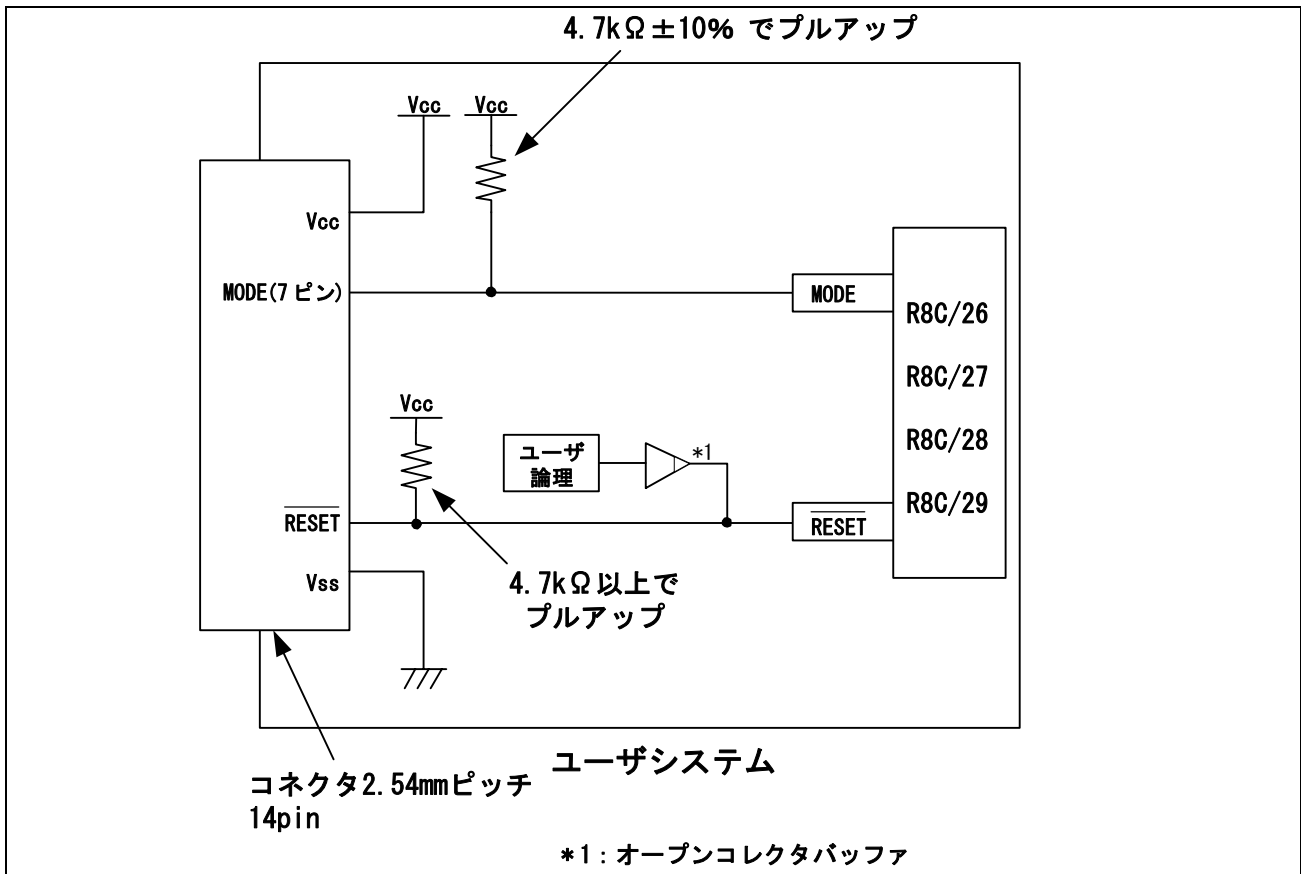 4.7kΩ±10% でプルアップ
Vcc
Vcc
Vcc
MODE(7 ピン)
MODE
R8C/26
R8C/27
R8C/28
R8C/29
Vcc
ユーザ
論理
*1
RESET
RESET
Vss
4.7kΩ以上で
プルアップ
ユーザシステム
コネクタ2.54mmピッチ
14pin
*1：オープンコレクタバッファ